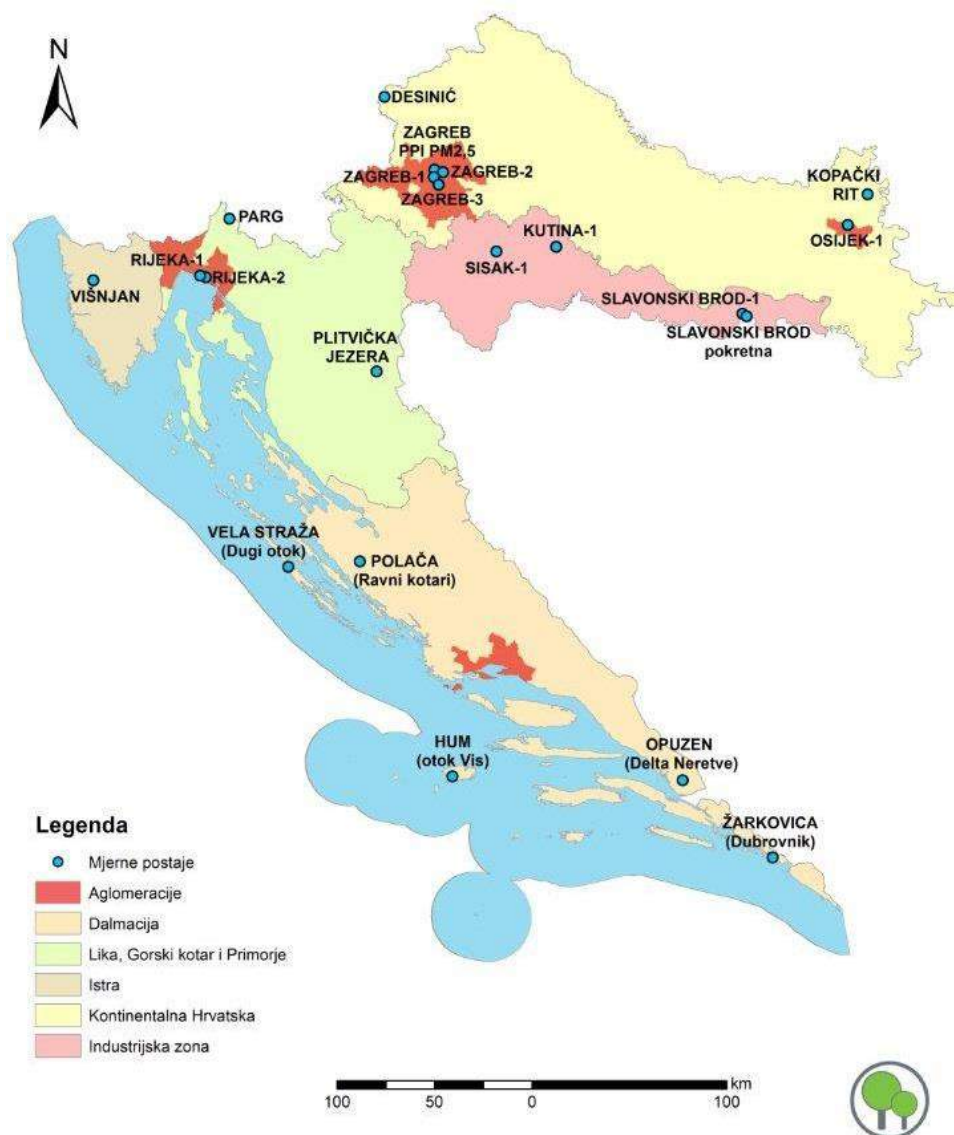 N
DESINIĆ
ZAGREB
PPI PM2,5
ZAGREB-1
ZAGREB-2
ZAGREB-3
KOPAČKI
RIT
OSIJEK-1
PARG
KUTINA-1
SISAK-1
RIJEKA-1
RIJEKA-2
VIŠNJAN
SLAVONSKI BROD-1
SLAVONSKI BROD
pokretna
PLITVIČKA
JEZERA
VELA STRAŽA
(Dugi otok)
POLAČA
(Ravni kotari)
HUM
(otok Vis)
OPUZEN
(Delta Neretve)
ŽARKOVICA
(Dubrovnik)
Legenda
Mjerne postaje
Aglomeracije
Dalmacija
Lika, Gorski kotar i Primorje
Istra
Kontinentalna Hrvatska
Industrijska zona
km
100 50 0 100